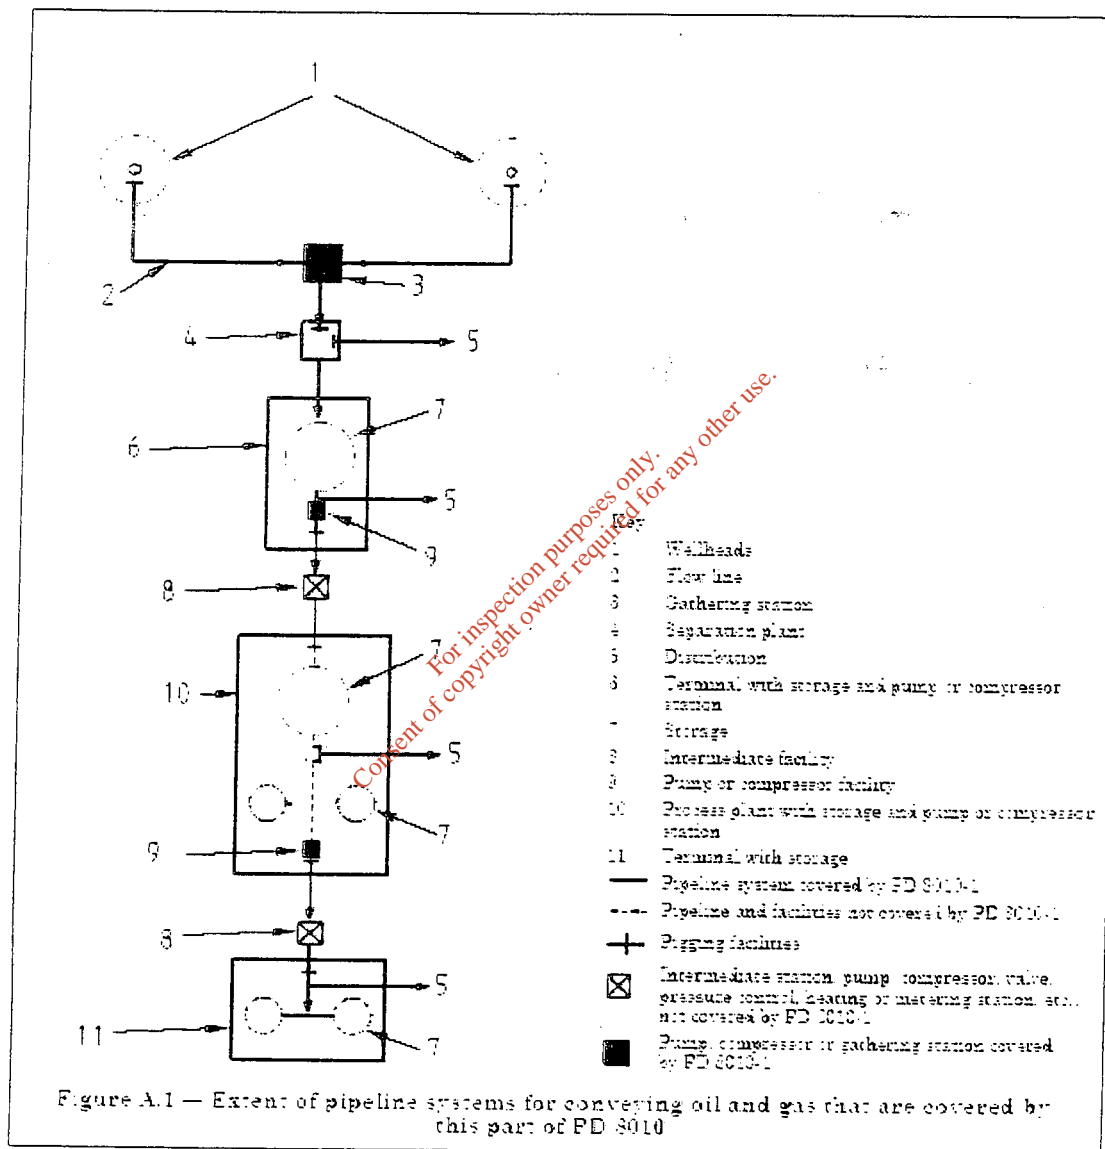 1
2
3
4
5
7
6
5
9
8
7
10
5
7
9
8
5
11
7
For inspection purposes only.
Consent of copyright owner required for any other use.
Key
1 Wellheads
2 Flow line
3 Gathering station
4 Separation plant
5 Distribution
6 Terminal with storage and pump or compressor
station
7 Storage
8 Intermediate facility
9 Pump or compressor facility
10 Process plant with storage and pump or compressor
station
11 Terminal with storage
Pipeline system covered by PD 8010-1
Pipeline and facilities not covered by PD 8010-1
Pigging facilities
Intermediate station, pump, compressor, valve,
pressure control, heating or metering station, etc.,
not covered by PD 8010-1
Pump, compressor or gathering station covered
by PD 8010-1
Figure A.1 — Extent of pipeline systems for conveying oil and gas that are covered by
this part of PD 8010